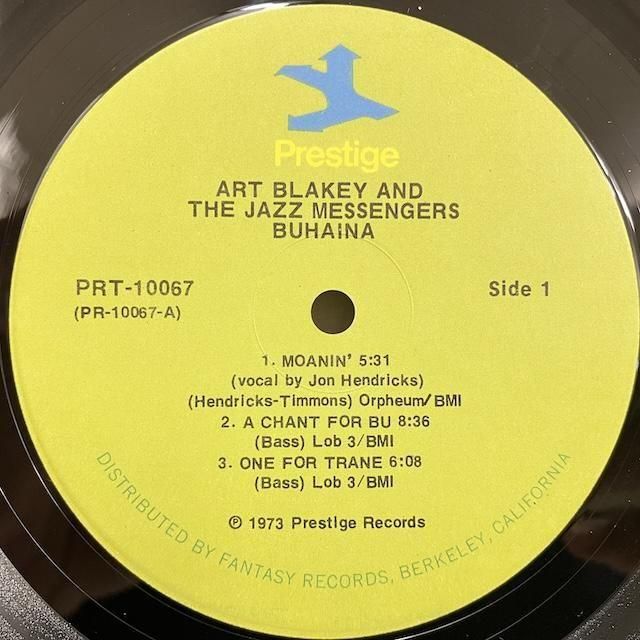 Prestige
ART BLAKEY AND
THE JAZZ MESSENGERS
BUHAINA
PRT-10067
(PR-10067-A)
Side 1
1. MOANIN' 5:31
(vocal by Jon Hendricks)
(Hendricks-Timmons) Orpheum/BMI
2. A CHANT FOR BU 8:36
(Bass) Lob 3/BMI
3. ONE FOR TRANE 6:08
(Bass) Lob 3/BMI
℗ 1973 Prestige Records
DISTRIBUTED BY FANTASY RECORDS, BERKELEY, CALIFORNIA